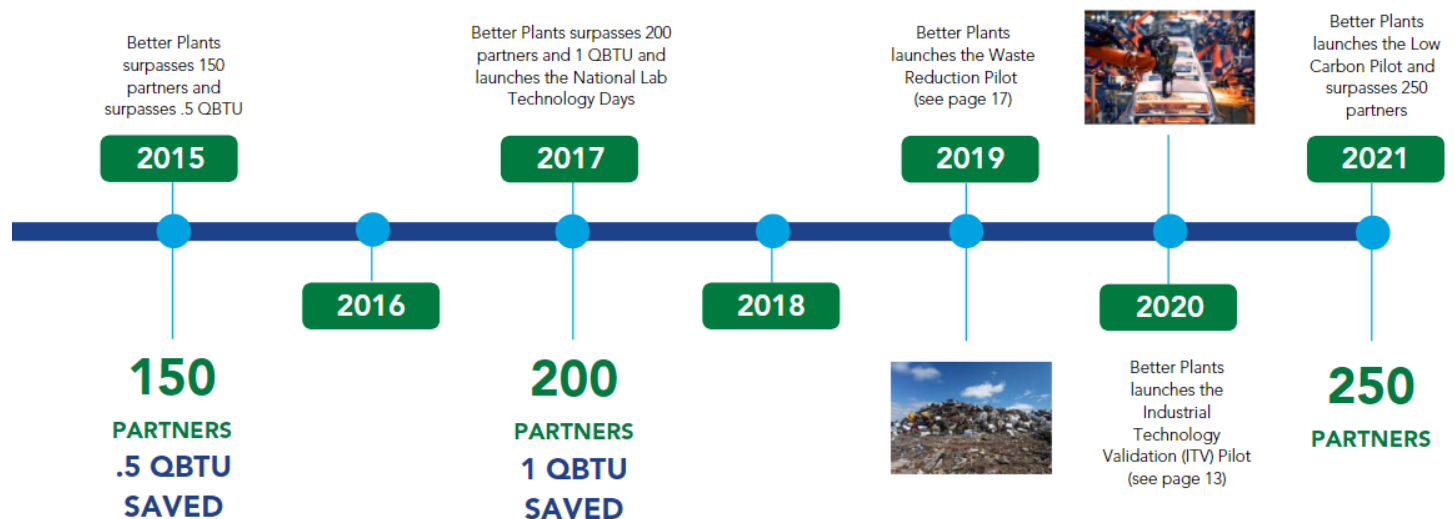 Better Plants
surpasses 150
partners and
surpasses .5 QBTU
2015
150
PARTNERS
.5 QBTU
SAVED
2016
Better Plants surpasses 200
partners and 1 QBTU and
launches the National Lab
Technology Days
2017
200
PARTNERS
1 QBTU
SAVED
2018
Better Plants
launches the Waste
Reduction Pilot
(see page 17)
2019
2020
Better Plants
launches the
Industrial
Technology
Validation (ITV) Pilot
(see page 13)
Better Plants
launches the Low
Carbon Pilot and
surpasses 250
partners
2021
250
PARTNERS